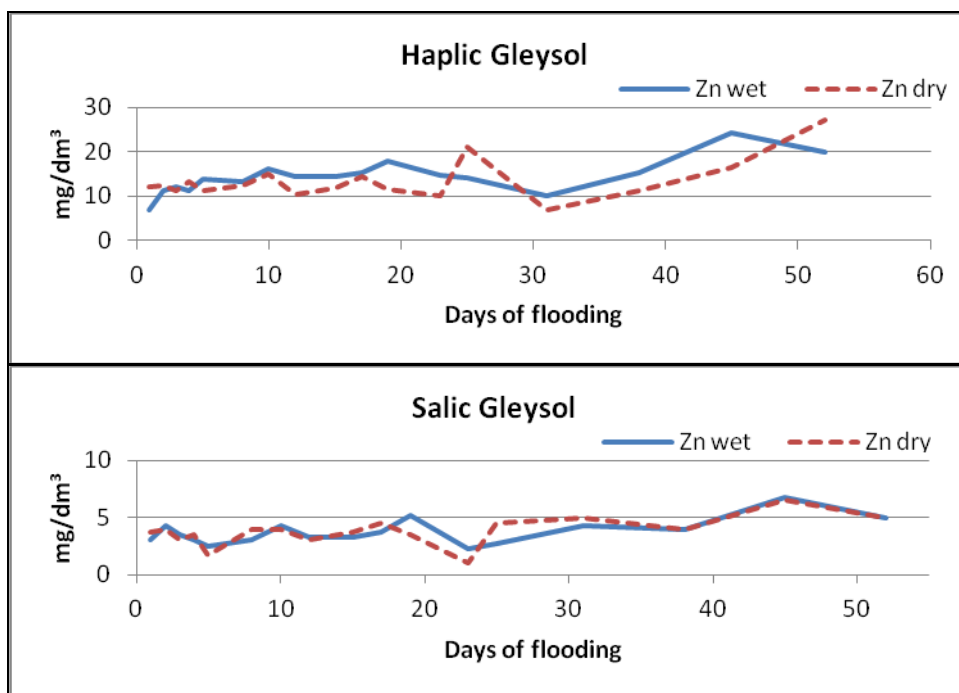 Haplic Gleysol
Zn wet Zn dry
mg/dm³
30
20
10
0
0 10 20 30 40 50 60
Days of flooding
Salic Gleysol
Zn wet Zn dry
mg/dm³
10
5
0
0 10 20 30 40 50
Days of flooding